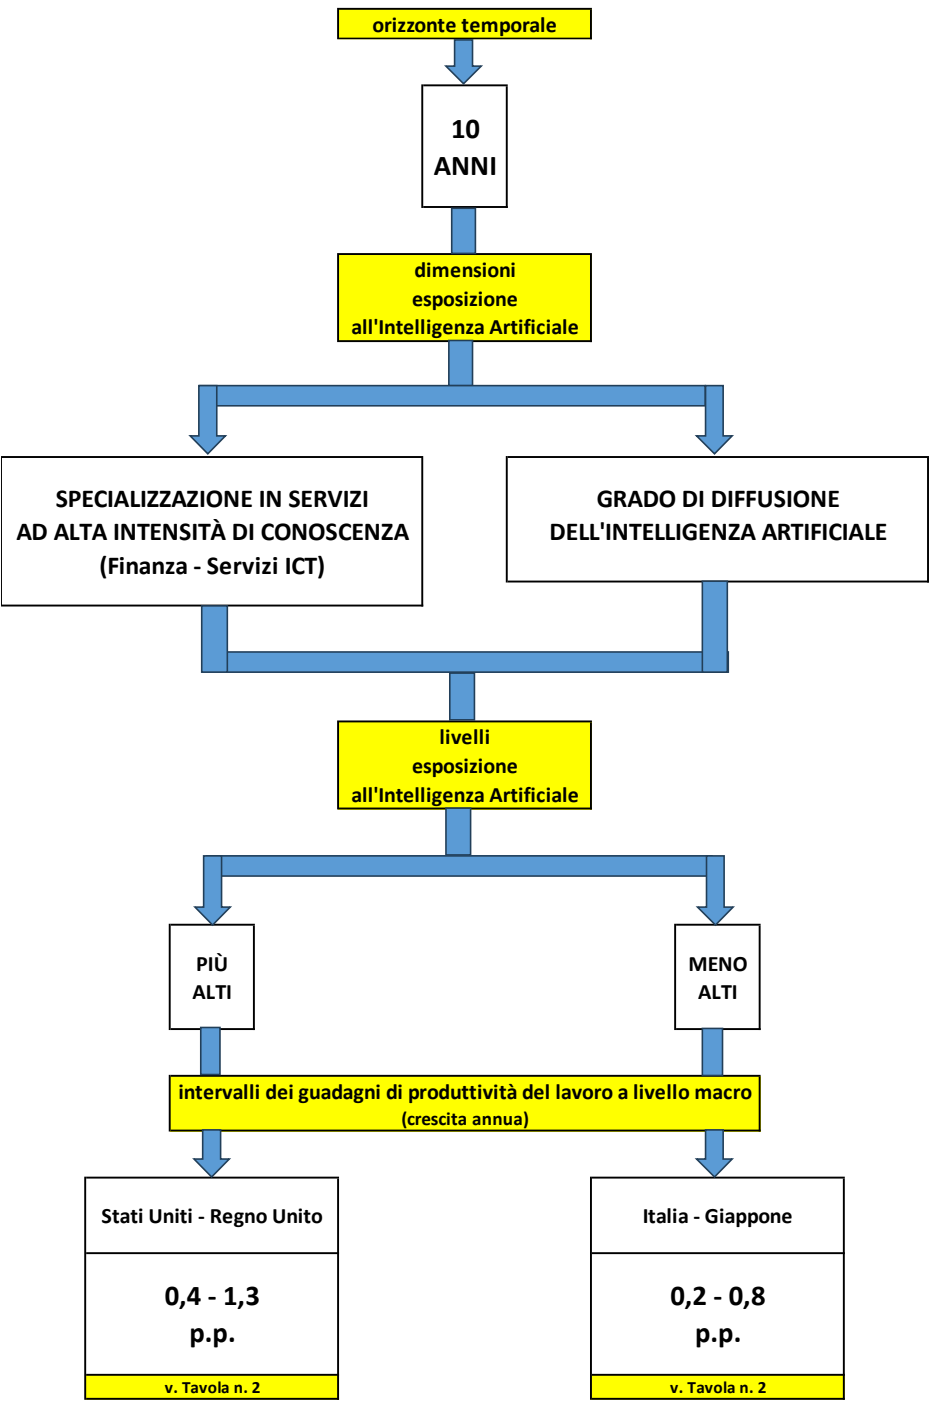 orizzonte temporale
10
ANNI
dimensioni
esposizione
all'Intelligenza Artificiale
SPECIALIZZAZIONE IN SERVIZI
AD ALTA INTENSITÀ DI CONOSCENZA
(Finanza - Servizi ICT)
GRADO DI DIFFUSIONE
DELL'INTELLIGENZA ARTIFICIALE
livelli
esposizione
all'Intelligenza Artificiale
PIÙ
ALTI
MENO
ALTI
intervalli dei guadagni di produttività del lavoro a livello macro
(crescita annua)
Stati Uniti - Regno Unito
0,4 - 1,3
p.p.
v. Tavola n. 2
Italia - Giappone
0,2 - 0,8
p.p.
v. Tavola n. 2